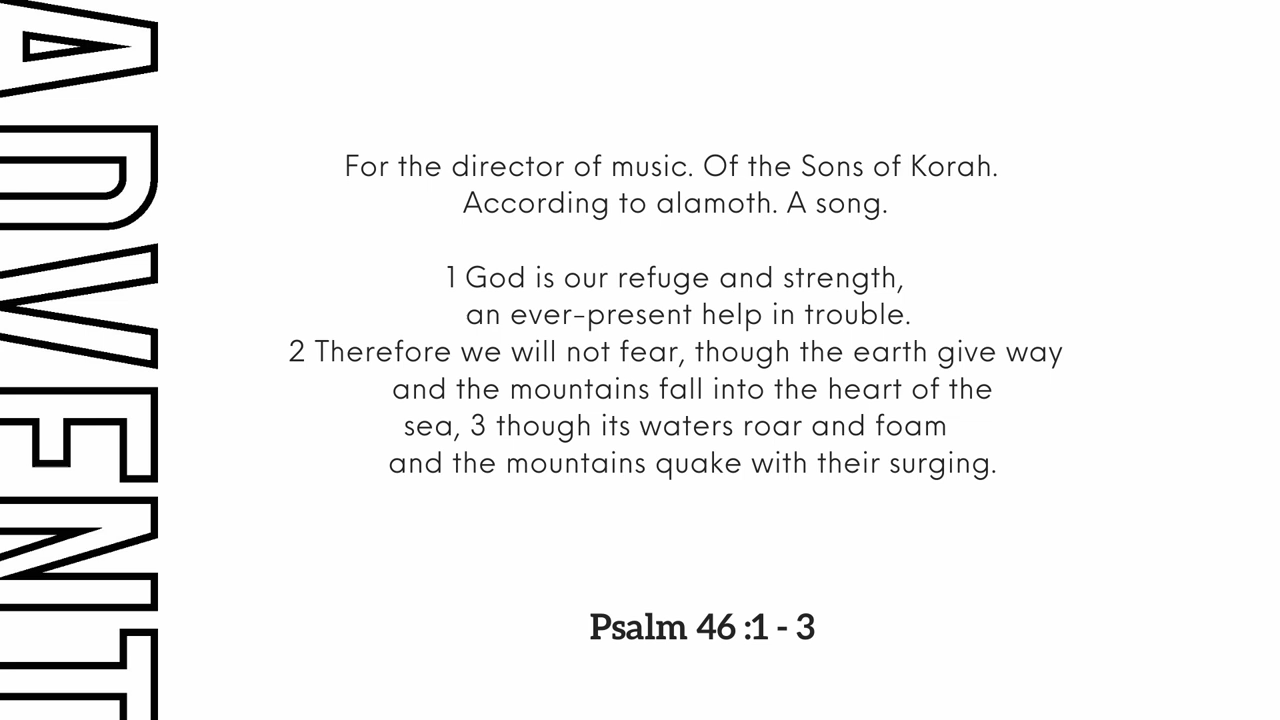 ADVENT
For the director of music. Of the Sons of Korah.
According to alamoth. A song.
1 God is our refuge and strength,
an ever-present help in trouble.
2 Therefore we will not fear, though the earth give way
and the mountains fall into the heart of the
sea, 3 though its waters roar and foam
and the mountains quake with their surging.
Psalm 46 :1 - 3